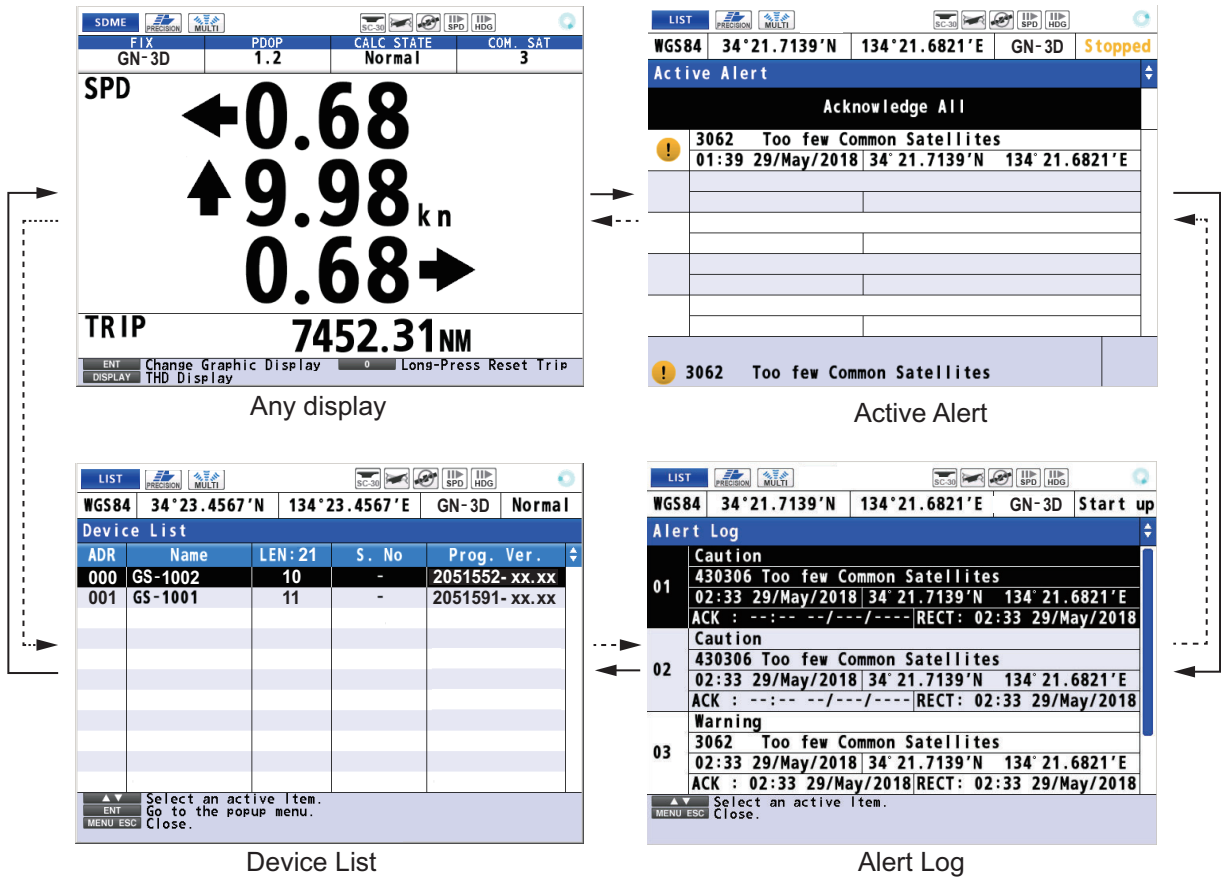 SDME PRECISION MULTI SC-30 SPD HDG
FIX PDOP CALC STATE COM. SAT
GN-3D 1.2 Normal 3
SPD
0.68
9.98 kn
0.68
TRIP 7452.31NM
ENT Change Graphic Display 0 Long-Press Reset Trip
DISPLAY THD Display
Any display
LIST PRECISION MULTI SC-30 SPD HDG
WGS84 34°21.7139'N 134°21.6821'E GN-3D Stopped
Active Alert
Acknowledge All
! 3062 Too few Common Satellites
01:39 29/May/2018 34°21.7139'N 134°21.6821'E
! 3062 Too few Common Satellites
Active Alert
LIST PRECISION MULTI SC-30 SPD HDG
WGS84 34°23.4567'N 134°23.4567'E GN-3D Normal
Device List
ADR Name LEN:21 S. No Prog. Ver.
000 GS-1002 10 - 2051552-xx.xx
001 GS-1001 11 - 2051591-xx.xx
▲▼ Select an active Item.
ENT Go to the popup menu.
MENU ESC Close.
Device List
LIST PRECISION MULTI SC-30 SPD HDG
WGS84 34°21.7139'N 134°21.6821'E GN-3D Start up
Alert Log
01 Caution
430306 Too few Common Satellites
02:33 29/May/2018 34°21.7139'N 134°21.6821'E
ACK : --:-- --/---/---- RECT: 02:33 29/May/2018
02 Caution
430306 Too few Common Satellites
02:33 29/May/2018 34°21.7139'N 134°21.6821'E
ACK : --:-- --/---/---- RECT: 02:33 29/May/2018
03 Warning
3062 Too few Common Satellites
02:33 29/May/2018 34°21.7139'N 134°21.6821'E
ACK : 02:33 29/May/2018 RECT: 02:33 29/May/2018
▲▼ Select an active Item.
MENU ESC Close.
Alert Log